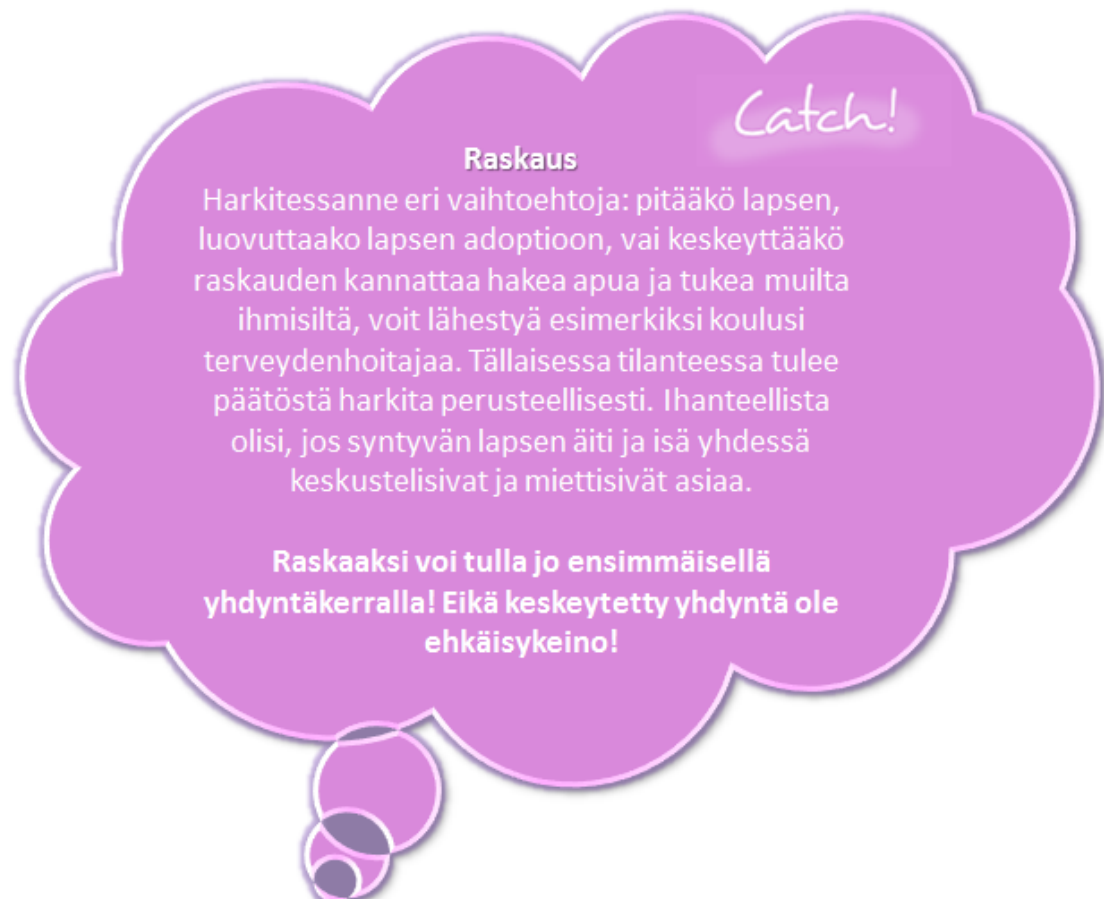 Catch!
Raskaus
Harkitessanne eri vaihtoehtoja: pitääkö lapsen,
luovuttaako lapsen adoptioon, vai keskeyttääkö
raskauden kannattaa hakea apua ja tukea muilta
ihmisiltä, voit lähestyä esimerkiksi koulusi
terveydenhoitajaa. Tällaisessa tilanteessa tulee
päätöstä harkita perusteellisesti. Ihanteellista
olisi, jos syntyvän lapsen äiti ja isä yhdessä
keskustelisivat ja miettisivät asiaa.
Raskaaksi voi tulla jo ensimmäisellä
yhdyntäkerralla! Eikä keskeytetty yhdyntä ole
ehkäisykeino!